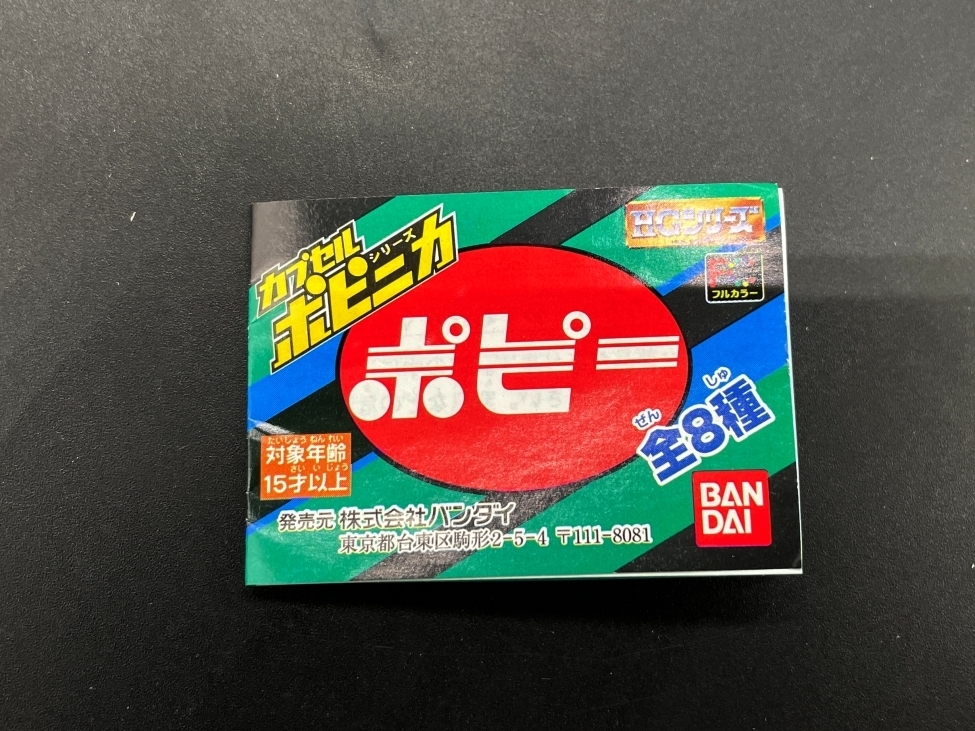 カプセル
ポピニカ
シリーズ
HGシリーズ
フルカラー
ポピー
ぜん しゅ
全8種
たいしょう ねん れい
対象年齢
さい い じょう
15才以上
発売元 株式会社バンダイ
東京都台東区駒形2-5-4 〒111-8081
BAN
DAI